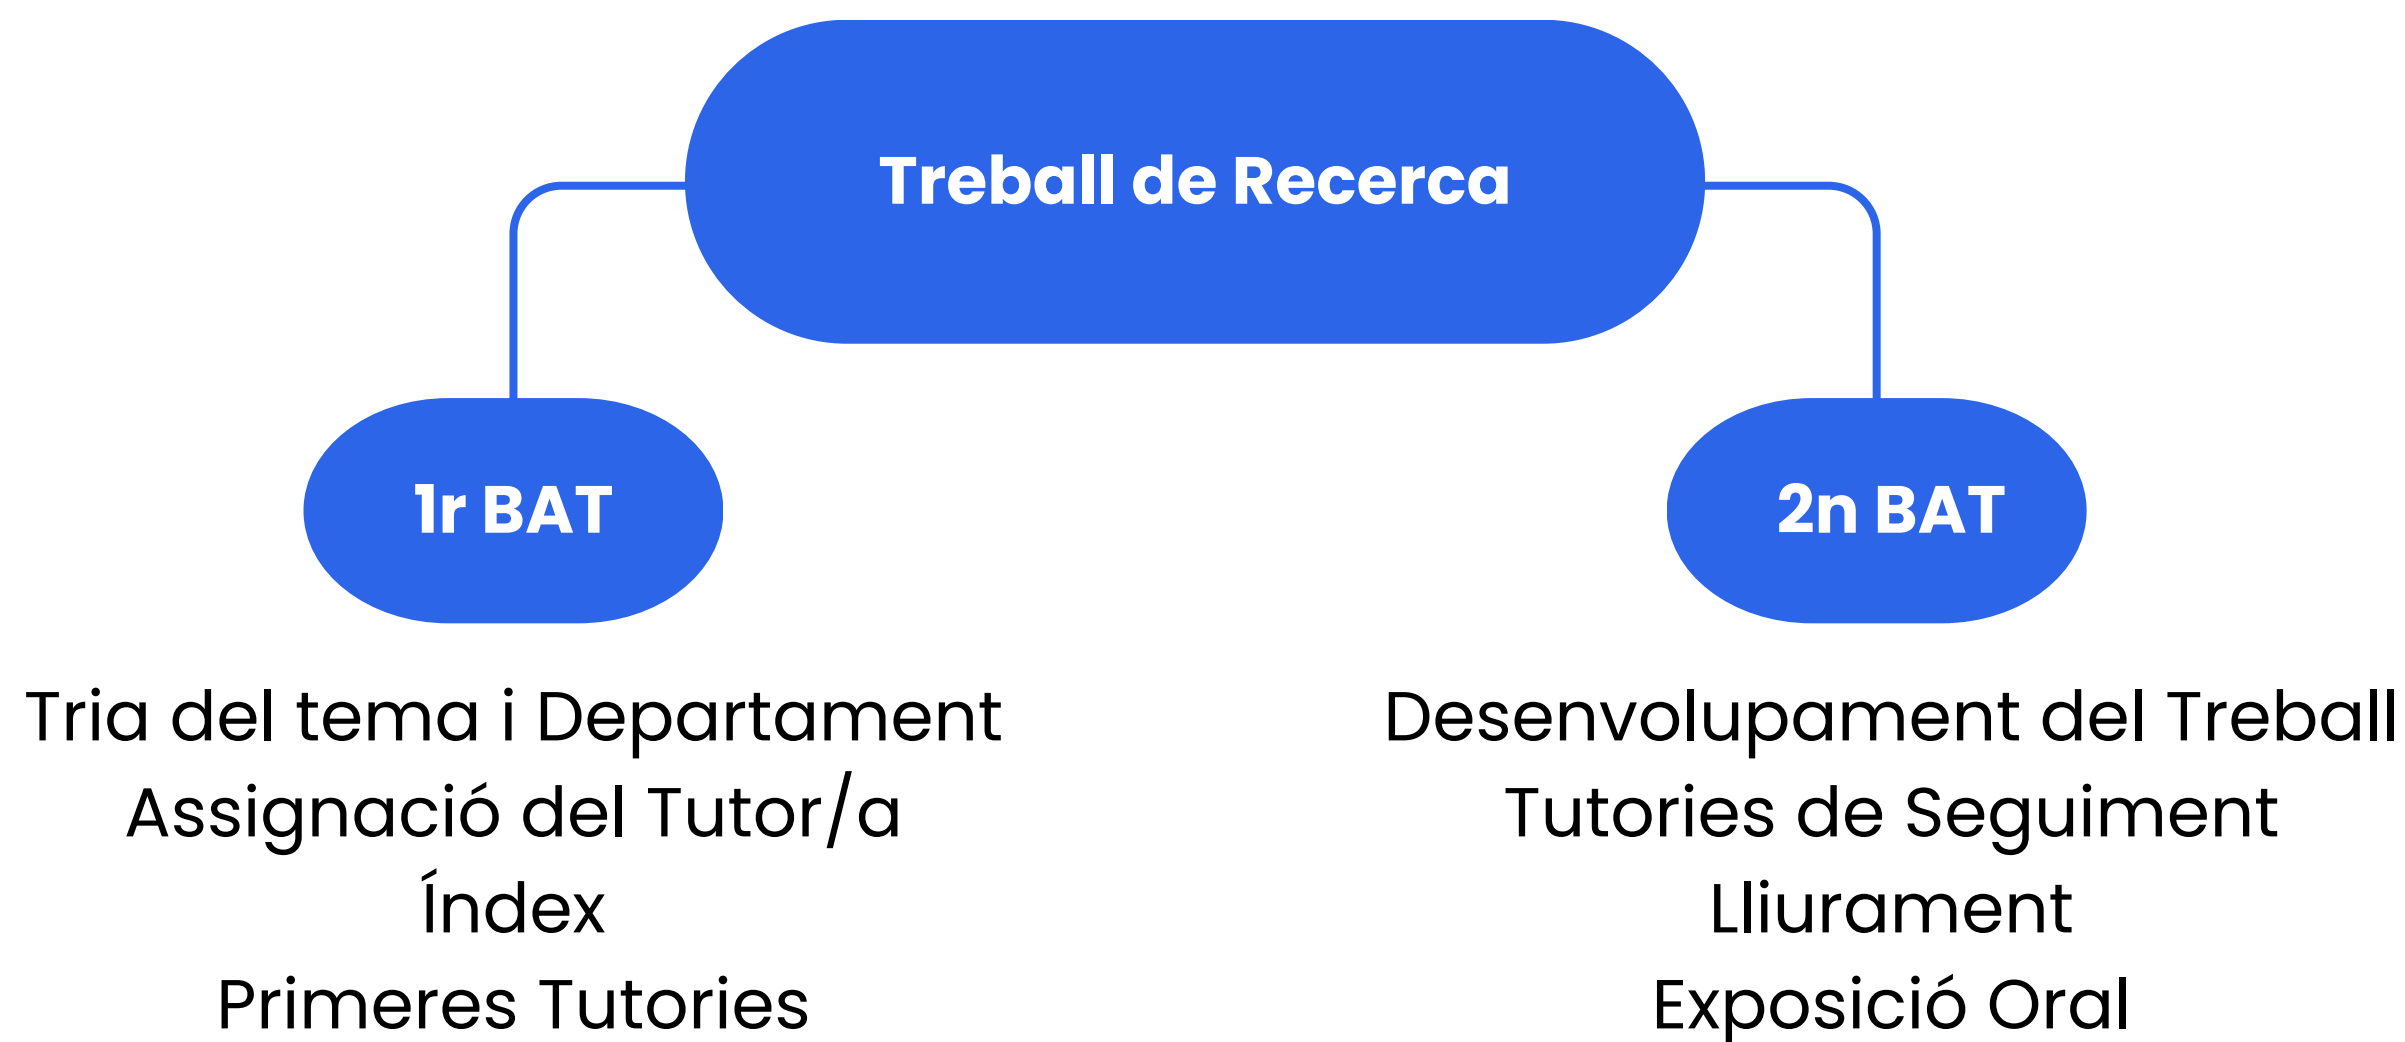 Treball de Recerca
1r BAT
Tria del tema i Departament
Assignació del Tutor/a
Índex
Primeres Tutories
2n BAT
Desenvolupament del Treball
Tutories de Seguiment
Lliurament
Exposició Oral